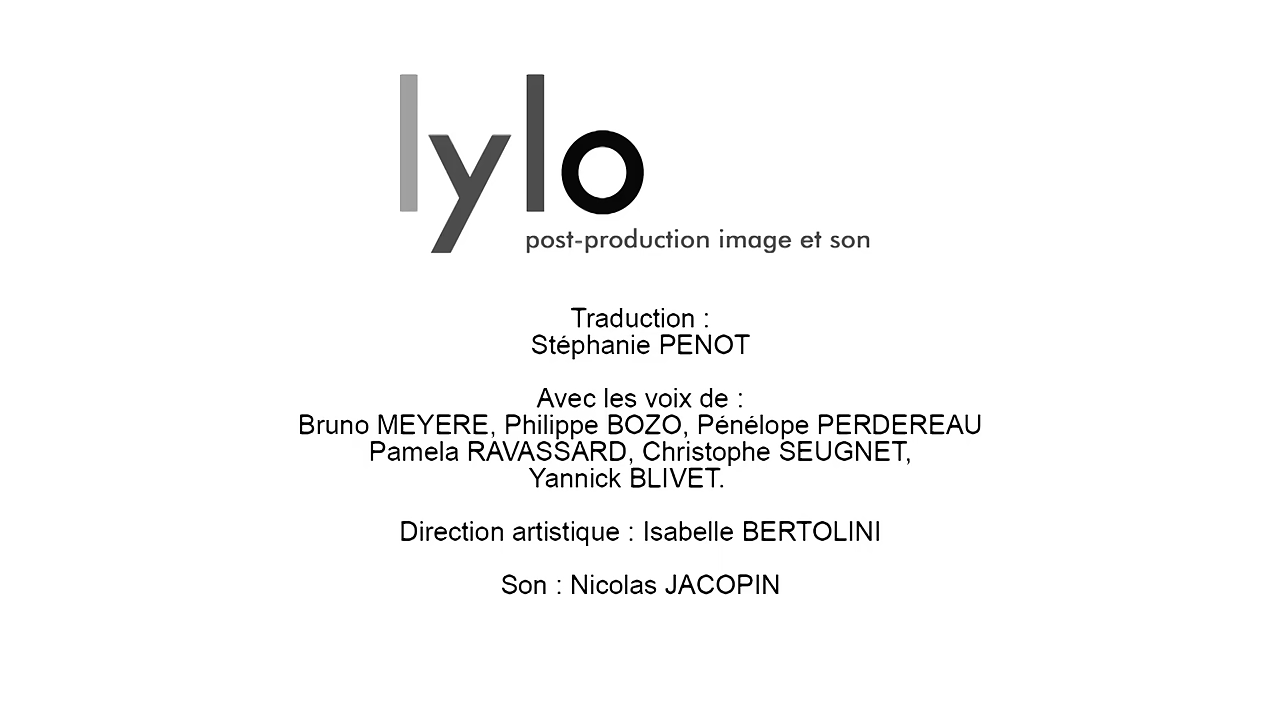 lylo
post-production image et son
Traduction :
Stéphanie PENOT
Avec les voix de :
Bruno MEYERE, Philippe BOZO, Pénélope PERDEREAU
Pamela RAVASSARD, Christophe SEUGNET,
Yannick BLIVET.
Direction artistique : Isabelle BERTOLINI
Son : Nicolas JACOPIN